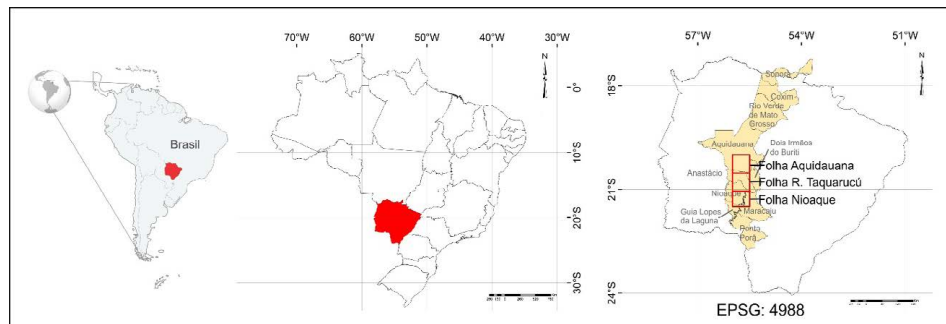 Brasil
70°W 60°W 50°W 40°W 30°W
N
0°
10°S
20°S
30°S
57°W 54°W 51°W
N
18°S
21°S
24°S
Sonora
Coxim
Rio Verde
de Mato
Grosso
Aquidauana
Dois Irmãos
do Buriti
Folha Aquidauana
Anastácio
Folha R. Taquarucú
Nioaque
Folha Nioaque
Guia Lopes
da Laguna
Maracaju
Ponta
Porã
EPSG: 4988